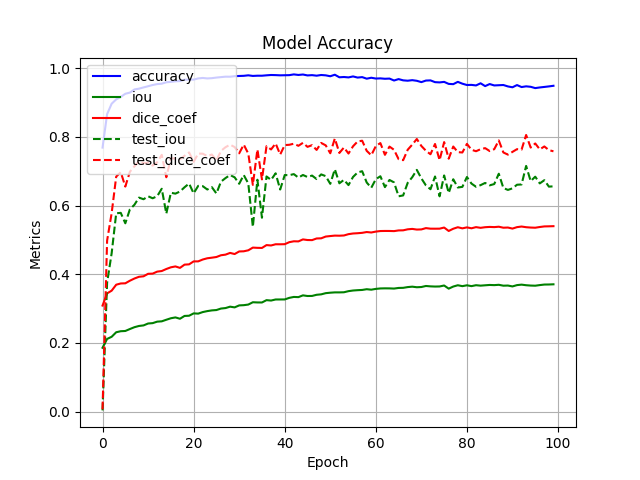 Model Accuracy
accuracy
iou
dice_coef
test_iou
test_dice_coef
1.0
0.8
0.6
0.4
0.2
0.0
Metrics
0 20 40 60 80 100
Epoch